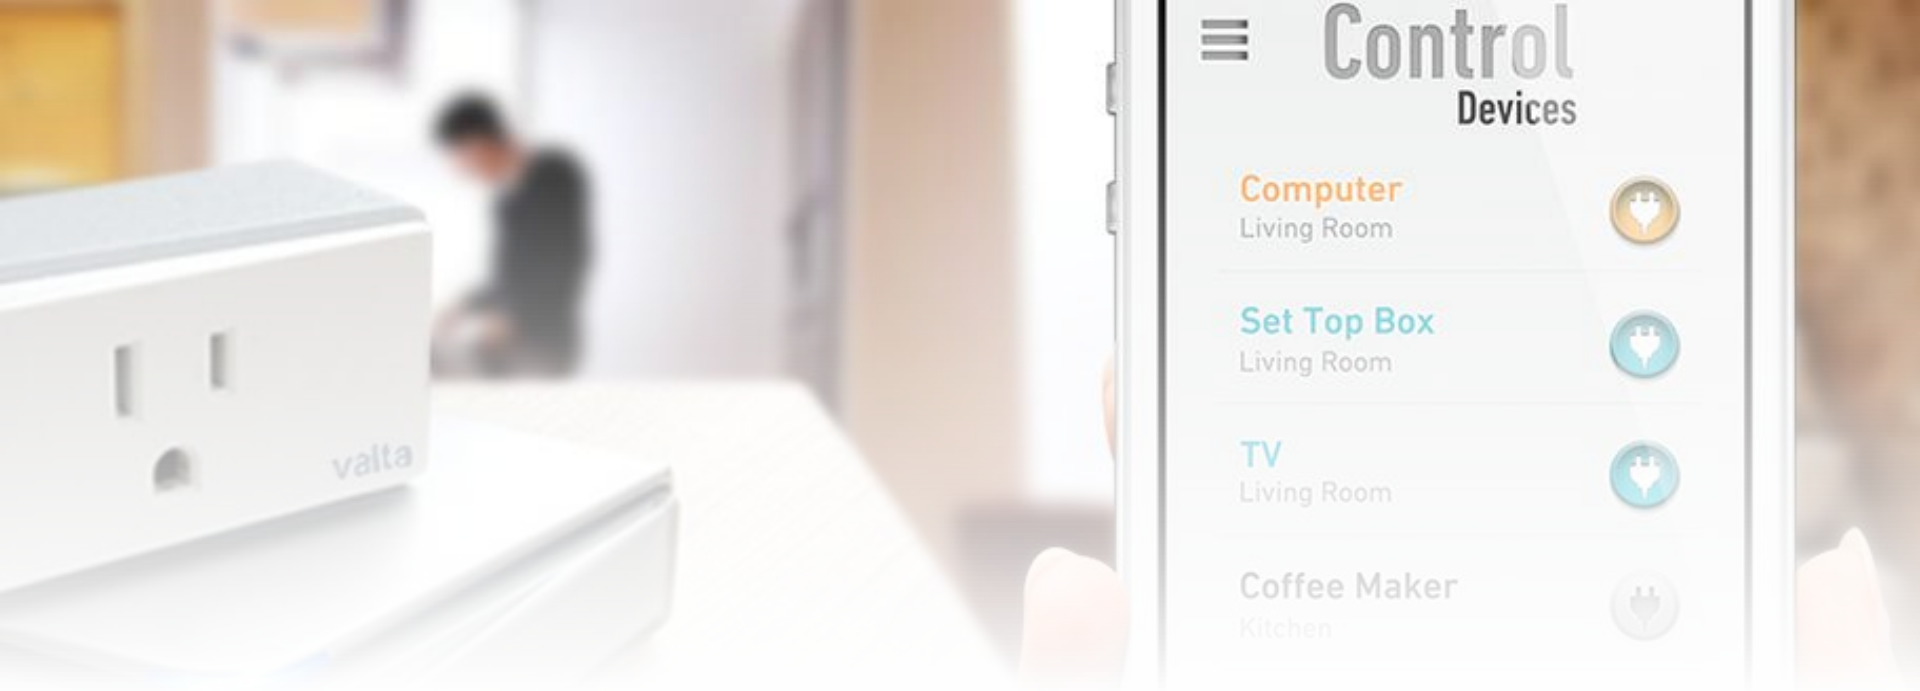 valta
Control
Devices
Computer
Living Room
Set Top Box
Living Room
TV
Living Room
Coffee Maker
Kitchen